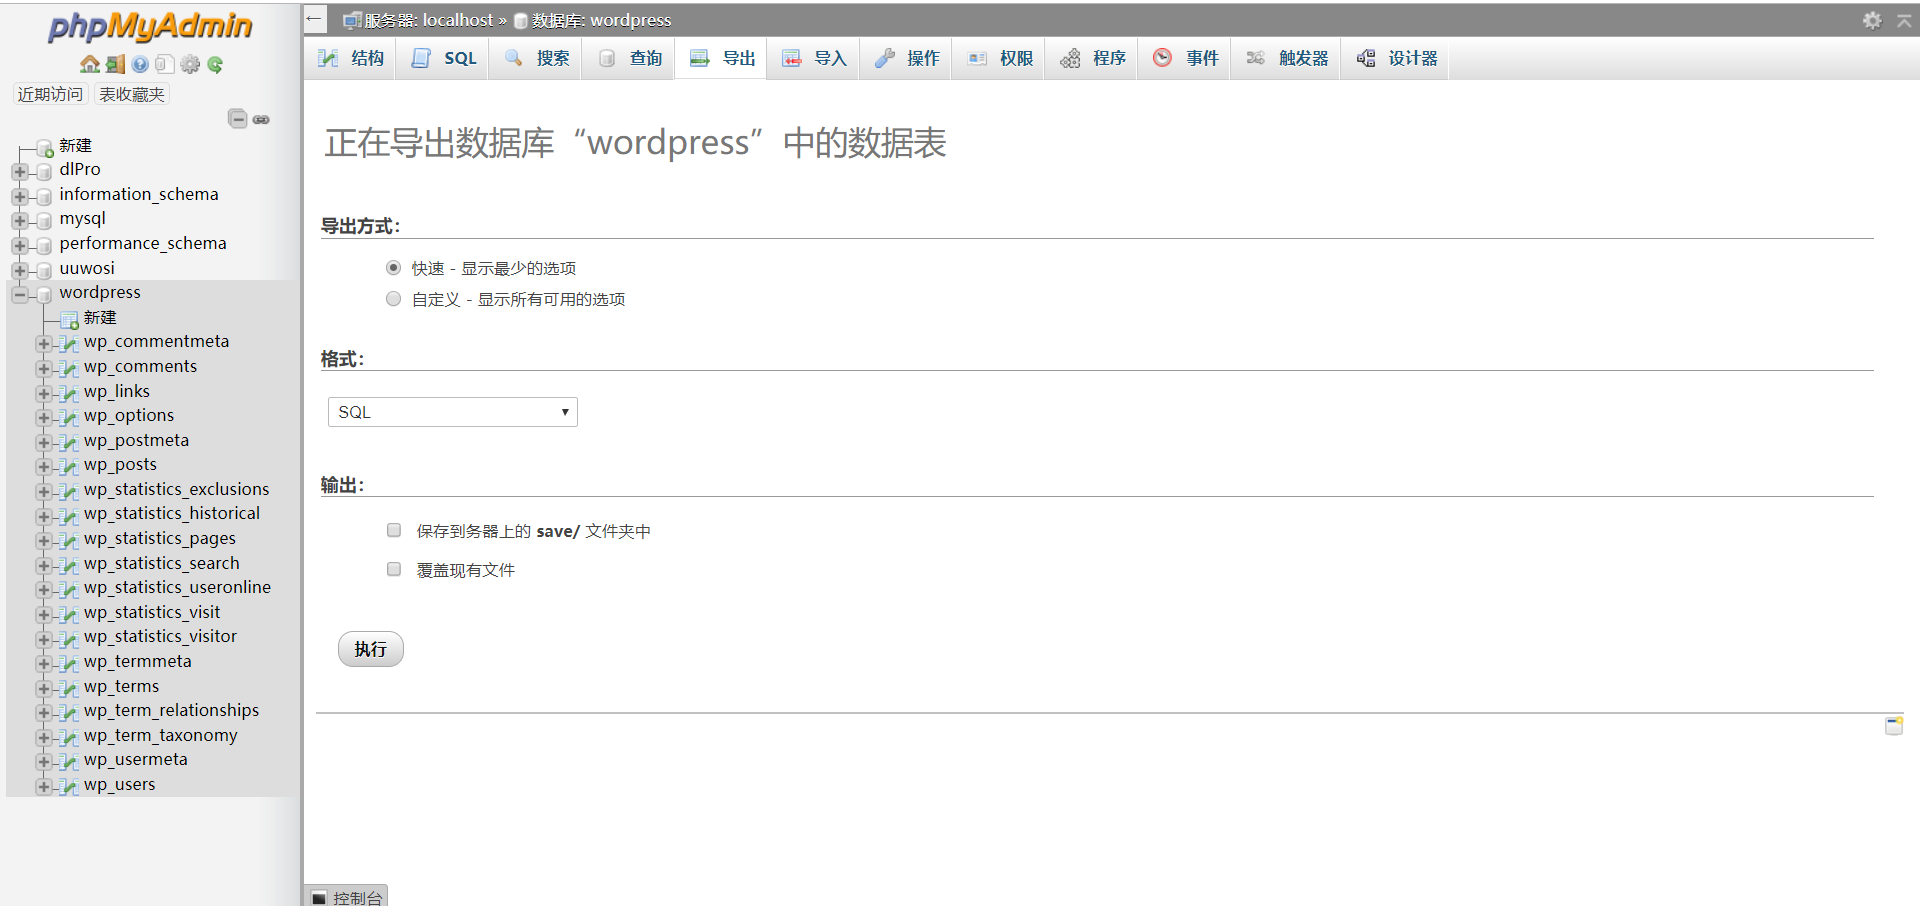 phpMyAdmin
近期访问 表收藏夹
新建
dlPro
information_schema
mysql
performance_schema
uuwosi
wordpress
新建
wp_commentmeta
wp_comments
wp_links
wp_options
wp_postmeta
wp_posts
wp_statistics_exclusions
wp_statistics_historical
wp_statistics_pages
wp_statistics_search
wp_statistics_useronline
wp_statistics_visit
wp_statistics_visitor
wp_termmeta
wp_terms
wp_term_relationships
wp_term_taxonomy
wp_usermeta
wp_users
服务器: localhost » 数据库: wordpress
结构 SQL 搜索 查询 导出 导入 操作 权限 程序 事件 触发器 设计器
正在导出数据库“wordpress”中的数据表
导出方式：
快速 - 显示最少的选项
自定义 - 显示所有可用的选项
格式：
SQL
输出：
保存到务器上的 save/ 文件夹中
覆盖现有文件
执行
控制台